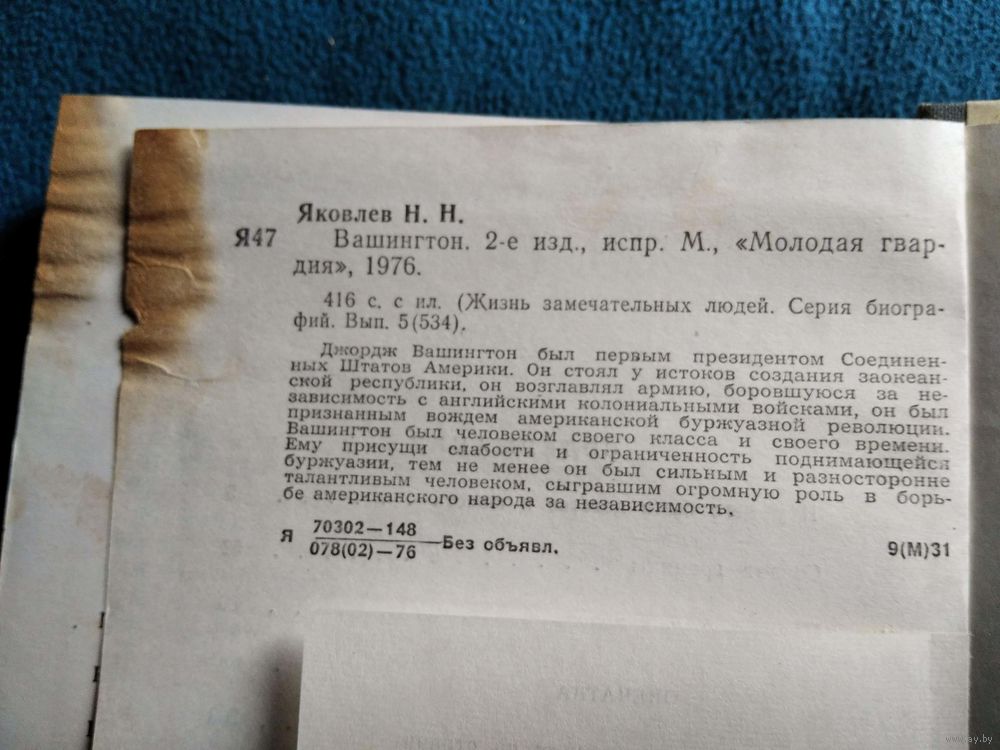 Яковлев Н. Н.
Я47 Вашингтон. 2-е изд., испр. М., «Молодая гвар-
дия», 1976.
416 с. с ил. (Жизнь замечательных людей. Серия биогра-
фий. Вып. 5(534).
Джордж Вашингтон был первым президентом Соединен-
ных Штатов Америки. Он стоял у истоков создания заокеан-
ской республики, он возглавлял армию, боровшуюся за не-
зависимость с английскими колониальными войсками, он был
признанным вождем американской буржуазной революции.
Вашингтон был человеком своего класса и своего времени.
Ему присущи слабости и ограниченность поднимающейся
буржуазии, тем не менее он был сильным и разносторонне
талантливым человеком, сыгравшим огромную роль в борь-
бе американского народа за независимость.
70302—148
Я —Без объявл. 9(М)31
078(02)—76
www.ay.by